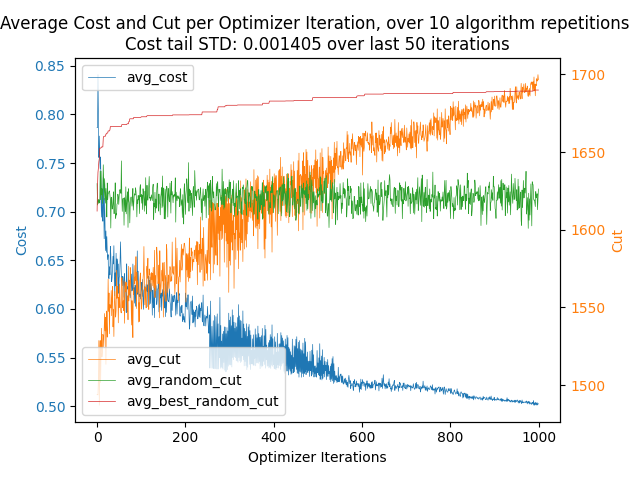 Average Cost and Cut per Optimizer Iteration, over 10 algorithm repetitions
Cost tail STD: 0.001405 over last 50 iterations
avg_cost
0.85
0.80
0.75
0.70
0.65
0.60
0.55
0.50
Cost
1700
1650
1600
1550
1500
Cut
avg_cut
avg_random_cut
avg_best_random_cut
0
200
400
600
800
1000
Optimizer Iterations